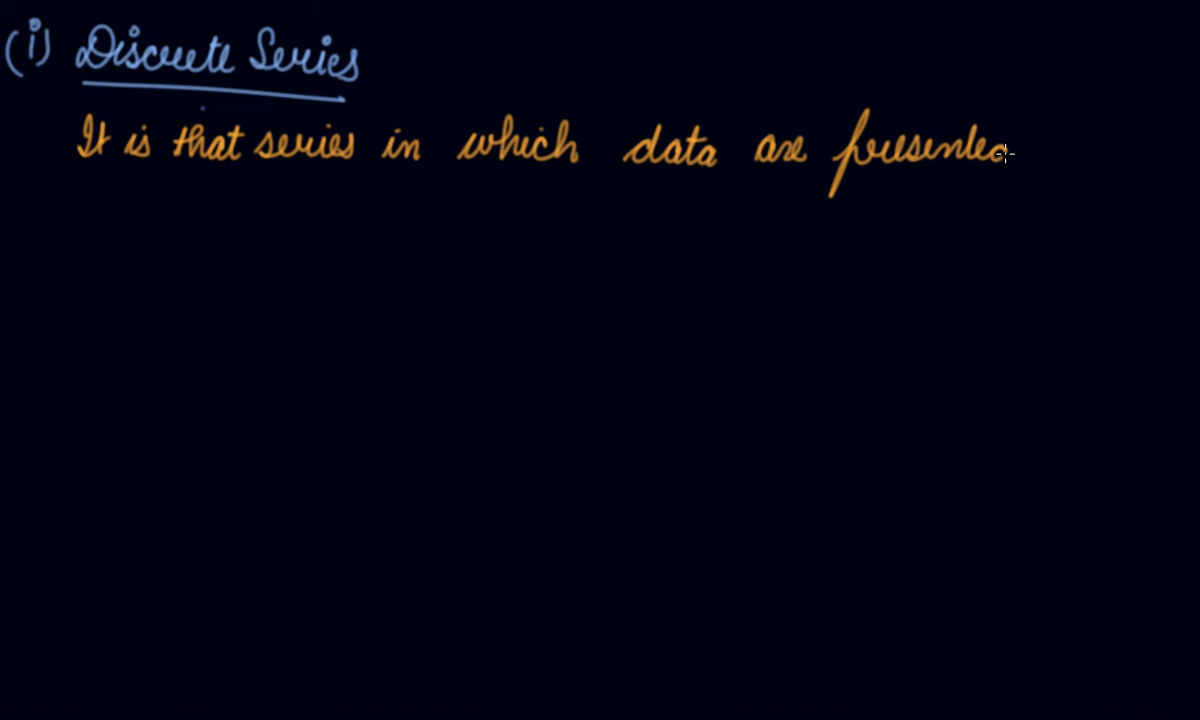 (i) Discrete Series
It is that series in which data are presented